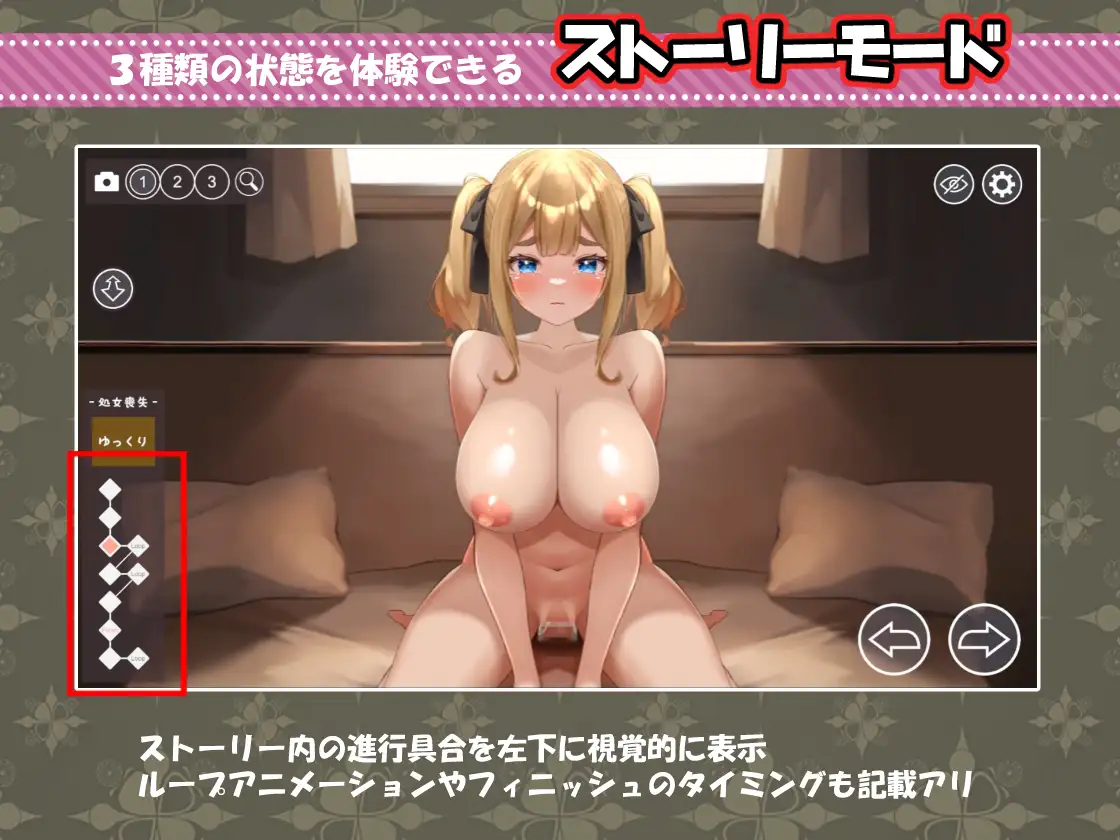 3種類の状態を体験できる ストーリーモード
1 2 3
- 処女喪失 -
ゆっくり
Loop
Loop
Loop
ストーリー内の進行具合を左下に視覚的に表示
ループアニメーションやフィニッシュのタイミングも記載アリ